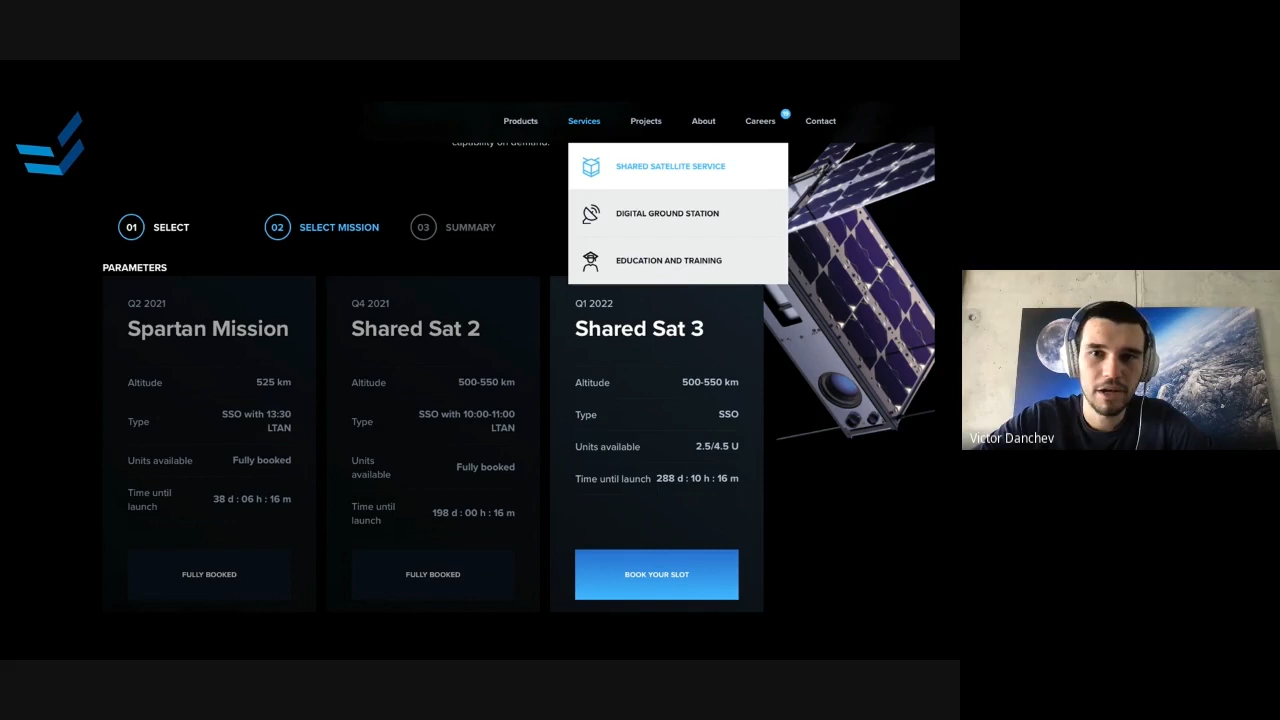 Products
Services
Projects
About
Careers
Contact
capability on demand.
SHARED SATELLITE SERVICE
DIGITAL GROUND STATION
EDUCATION AND TRAINING
01 SELECT
02 SELECT MISSION
03 SUMMARY
PARAMETERS
Q2 2021
Spartan Mission
Altitude 525 km
Type SSO with 13:30
LTAN
Units available Fully booked
Time until
launch 38 d : 06 h : 16 m
FULLY BOOKED
Q4 2021
Shared Sat 2
Altitude 500-550 km
Type SSO with 10:00-11:00
LTAN
Units
available Fully booked
Time until
launch 198 d : 00 h : 16 m
FULLY BOOKED
Q1 2022
Shared Sat 3
Altitude 500-550 km
Type SSO
Units available 2.5/4.5 U
Time until launch 288 d : 10 h : 16 m
BOOK YOUR SLOT
Victor Danchev